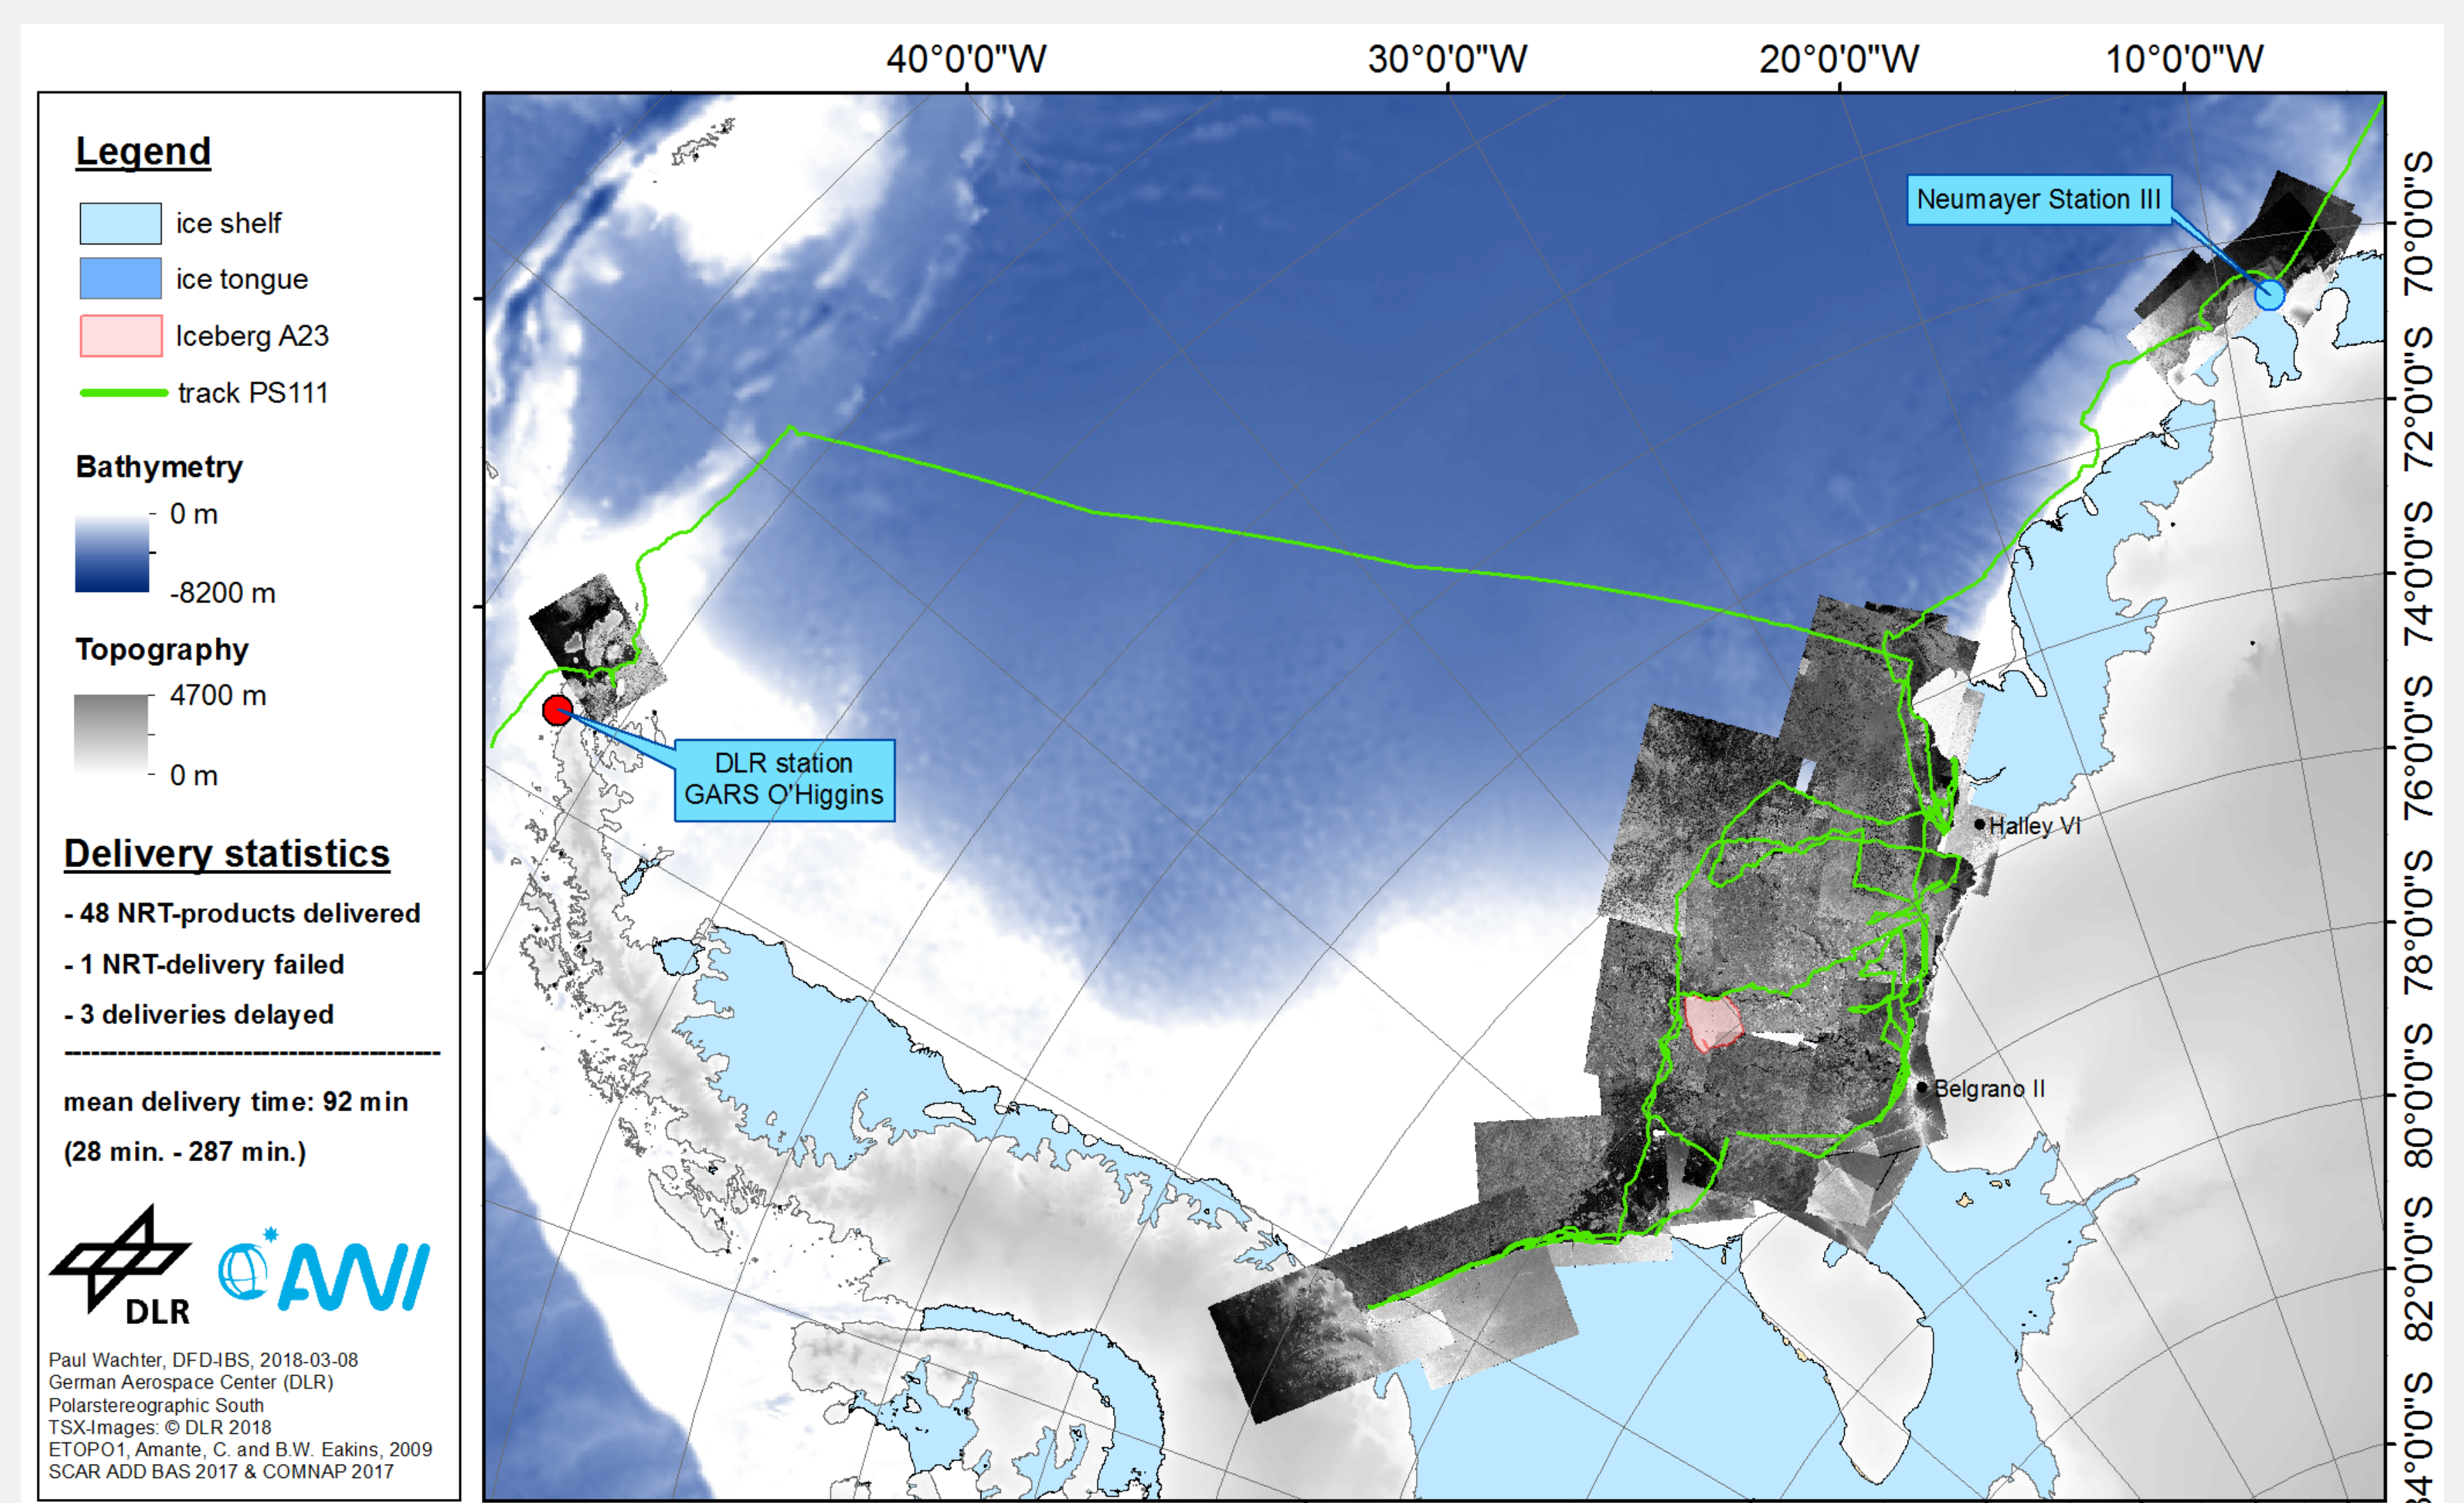 40°0'0"W
30°0'0"W
20°0'0"W
10°0'0"W
Legend
ice shelf
ice tongue
Iceberg A23
track PS111
Bathymetry
0 m
-8200 m
Topography
4700 m
0 m
Delivery statistics
- 48 NRT-products delivered
- 1 NRT-delivery failed
- 3 deliveries delayed
mean delivery time: 92 min
(28 min. - 287 min.)
DLR
AWI
Paul Wachter, DFD-IBS, 2018-03-08
German Aerospace Center (DLR)
Polarstereographic South
TSX-Images: © DLR 2018
ETOPO1, Amante, C. and B.W. Eakins, 2009
SCAR ADD BAS 2017 & COMNAP 2017
Neumayer Station III
DLR station
GARS O'Higgins
Halley VI
Belgrano II
70°0'0"S
72°0'0"S
74°0'0"S
76°0'0"S
78°0'0"S
80°0'0"S
82°0'0"S
84°0'0"S